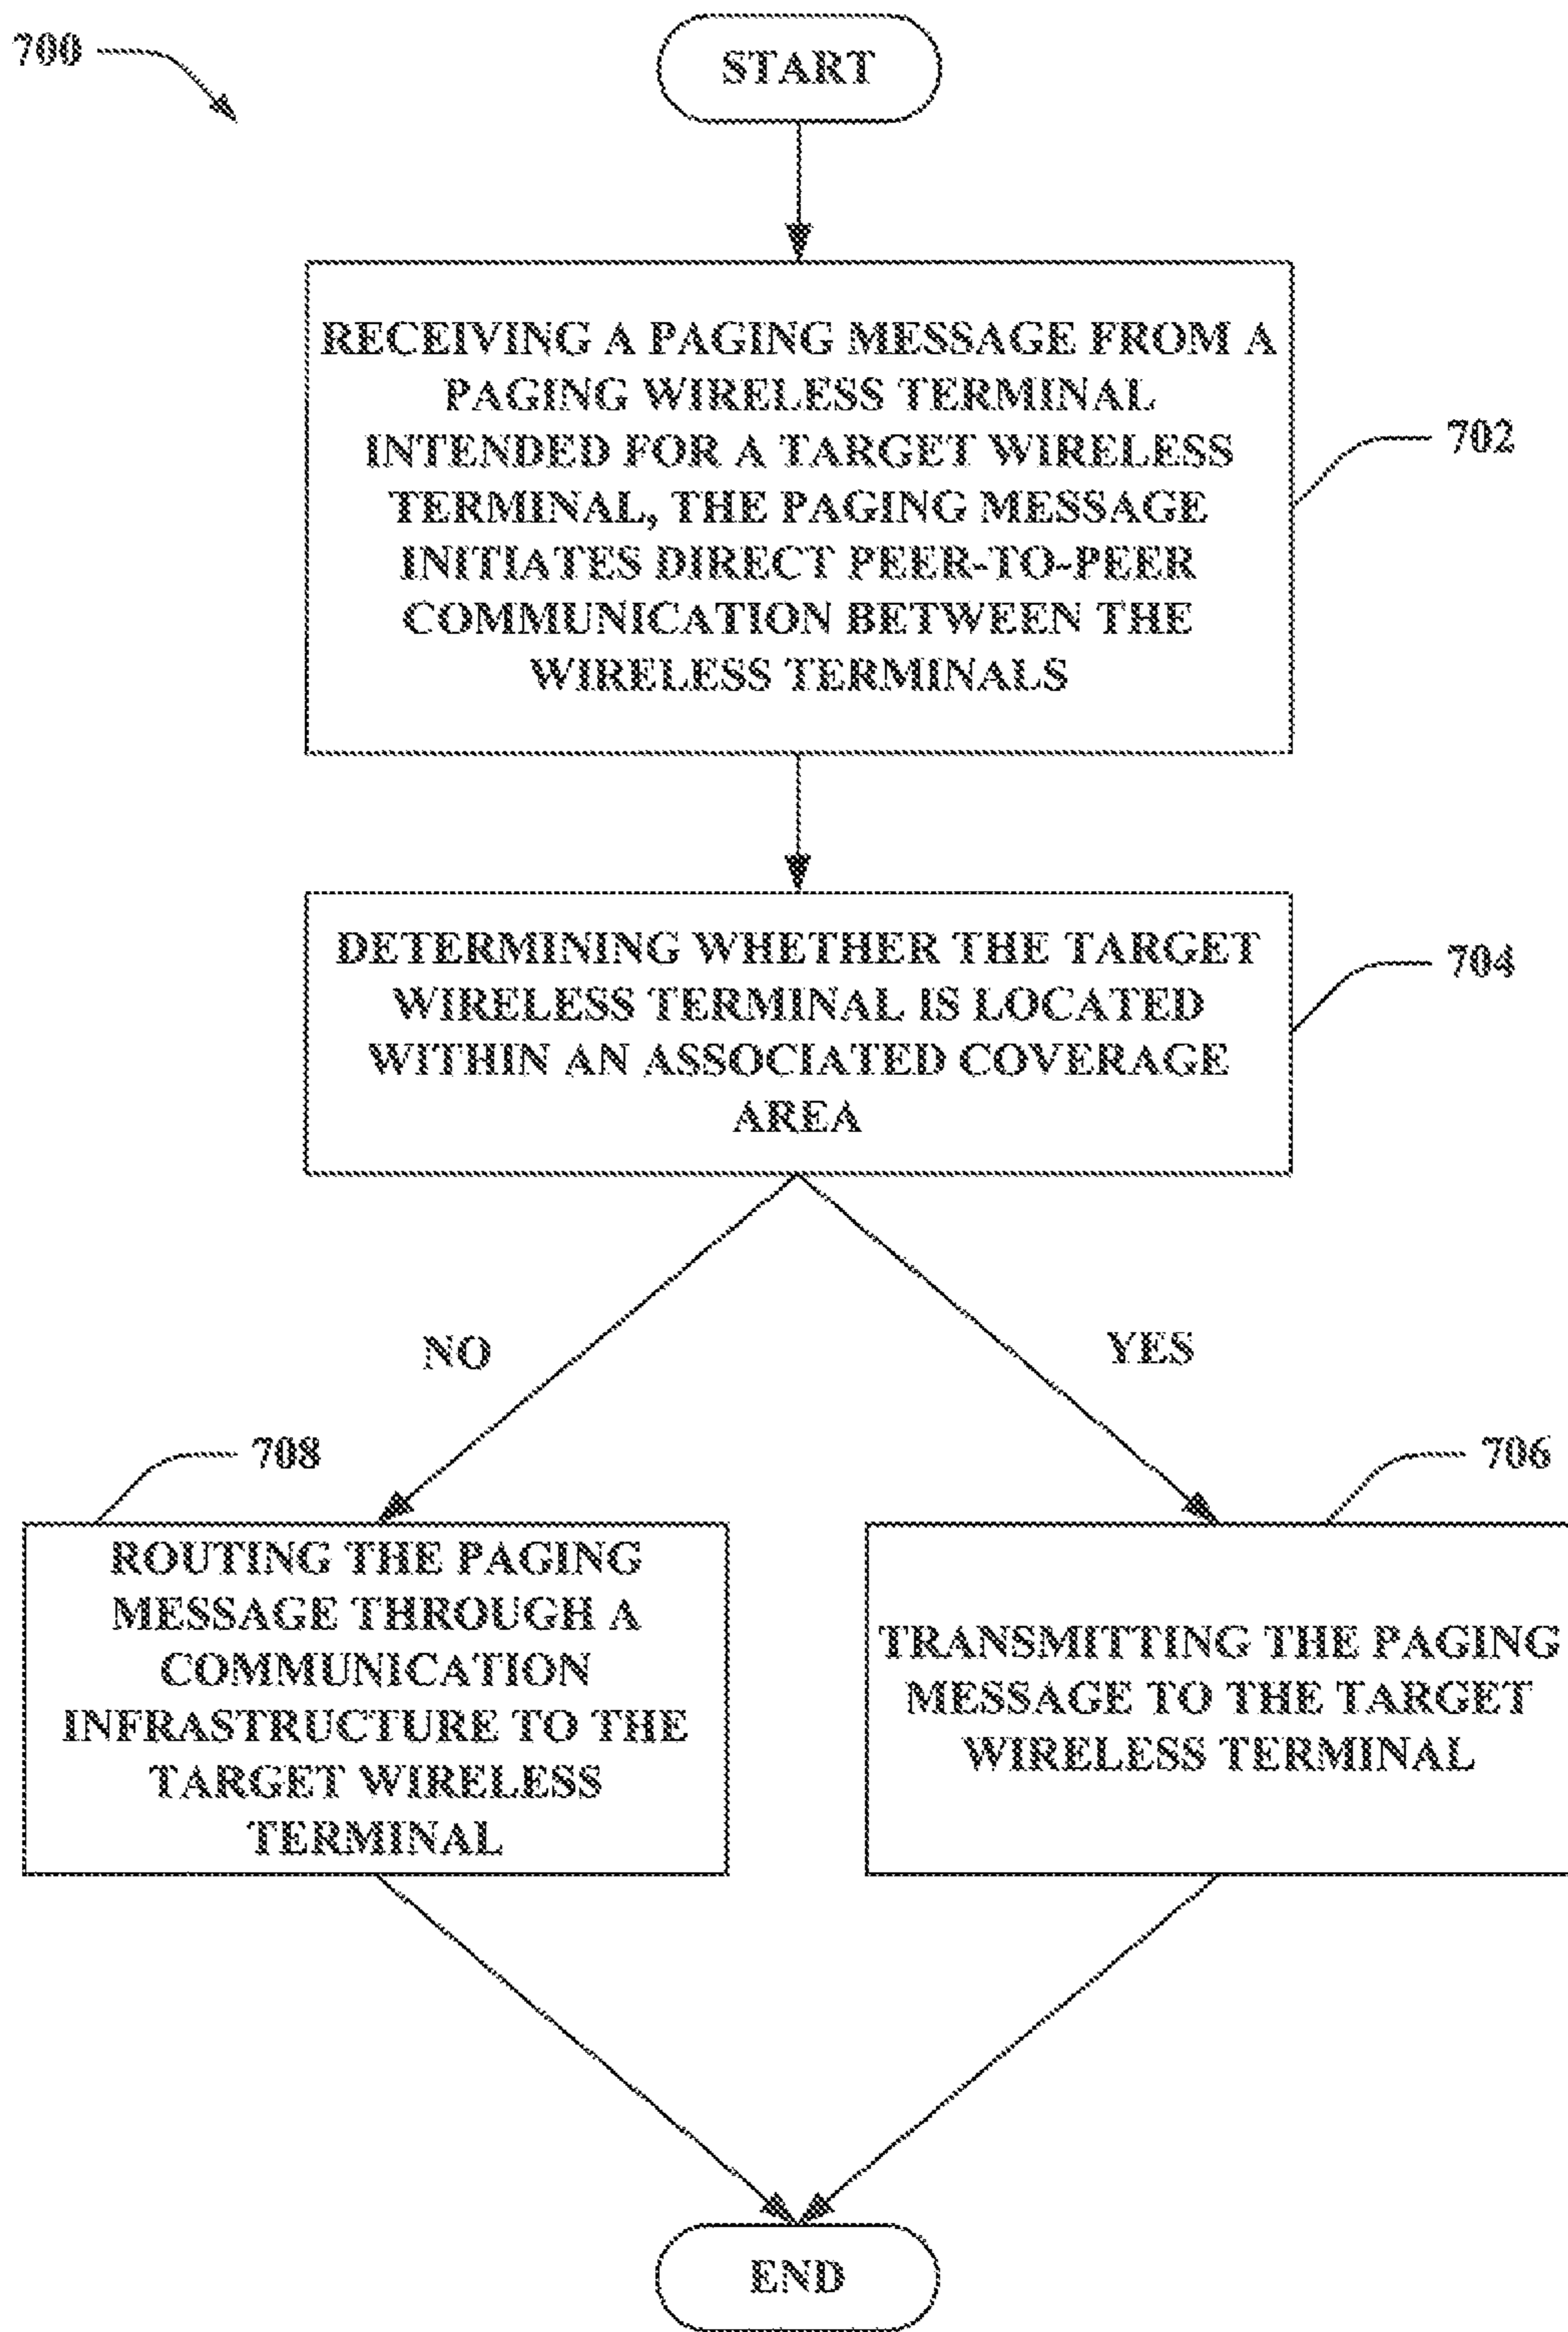 700
START
RECEIVING A PAGING MESSAGE FROM A
PAGING WIRELESS TERMINAL
INTENDED FOR A TARGET WIRELESS
TERMINAL, THE PAGING MESSAGE
INITIATES DIRECT PEER-TO-PEER
COMMUNICATION BETWEEN THE
WIRELESS TERMINALS
702
DETERMINING WHETHER THE TARGET
WIRELESS TERMINAL IS LOCATED
WITHIN AN ASSOCIATED COVERAGE
AREA
704
NO
YES
708
ROUTING THE PAGING
MESSAGE THROUGH A
COMMUNICATION
INFRASTRUCTURE TO THE
TARGET WIRELESS
TERMINAL
706
TRANSMITTING THE PAGING
MESSAGE TO THE TARGET
WIRELESS TERMINAL
END